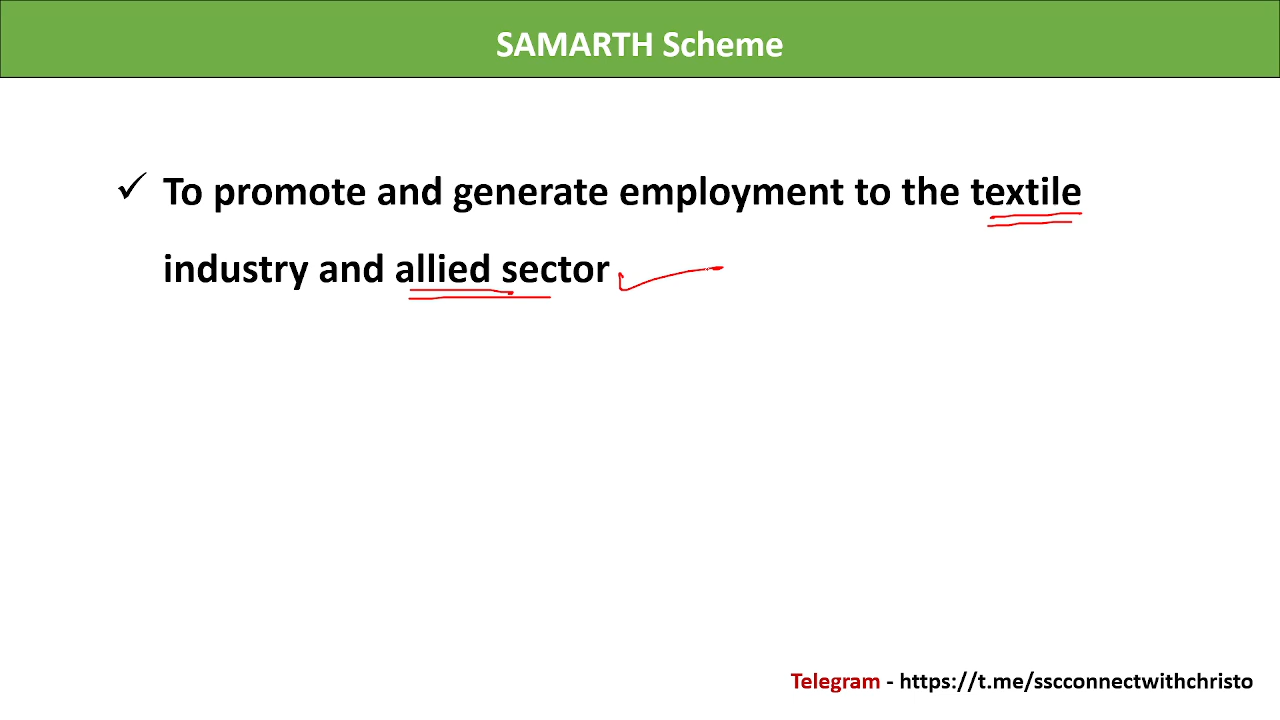 SAMARTH Scheme
✓ To promote and generate employment to the textile
industry and allied sector
Telegram - https://t.me/sscconnectwithchristo